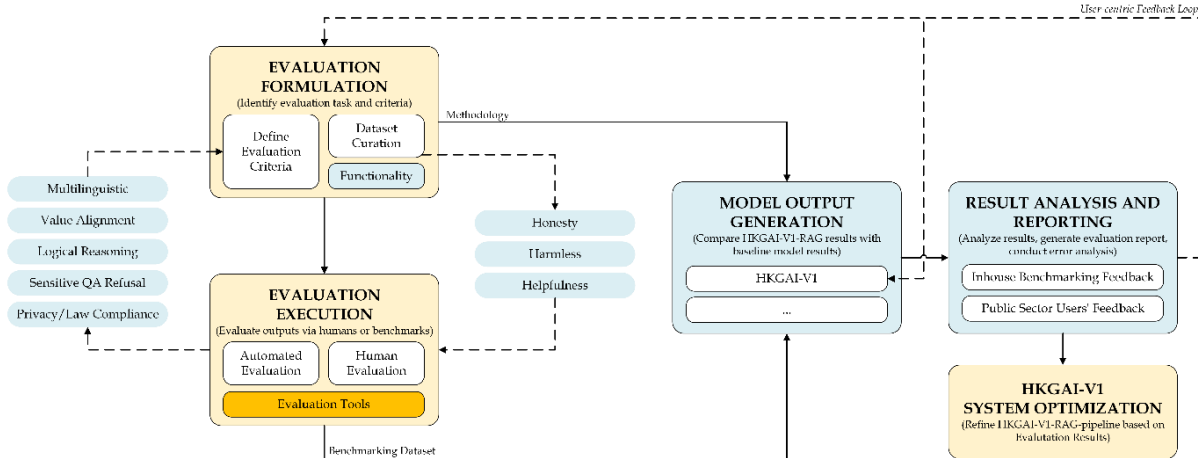 User-centric Feedback Loop
EVALUATION
FORMULATION
(Identify evaluation task and criteria)
Define
Evaluation
Criteria
Dataset
Curation
Functionality
Methodology
Multilinguistic
Value Alignment
Logical Reasoning
Sensitive QA Refusal
Privacy/Law Compliance
Honesty
Harmless
Helpfulness
EVALUATION
EXECUTION
(Evaluate outputs via humans or benchmarks)
Automated
Evaluation
Human
Evaluation
Evaluation Tools
Benchmarking Dataset
MODEL OUTPUT
GENERATION
(Compare HKGAI-V1-RAG results with
baseline model results)
HKGAI-V1
...
RESULT ANALYSIS AND
REPORTING
(Analyze results, generate evaluation report,
conduct error analysis)
Inhouse Benchmarking Feedback
Public Sector Users' Feedback
HKGAI-V1
SYSTEM OPTIMIZATION
(Refine HKGAI-V1-RAG-pipeline based on
Evalutation Results)